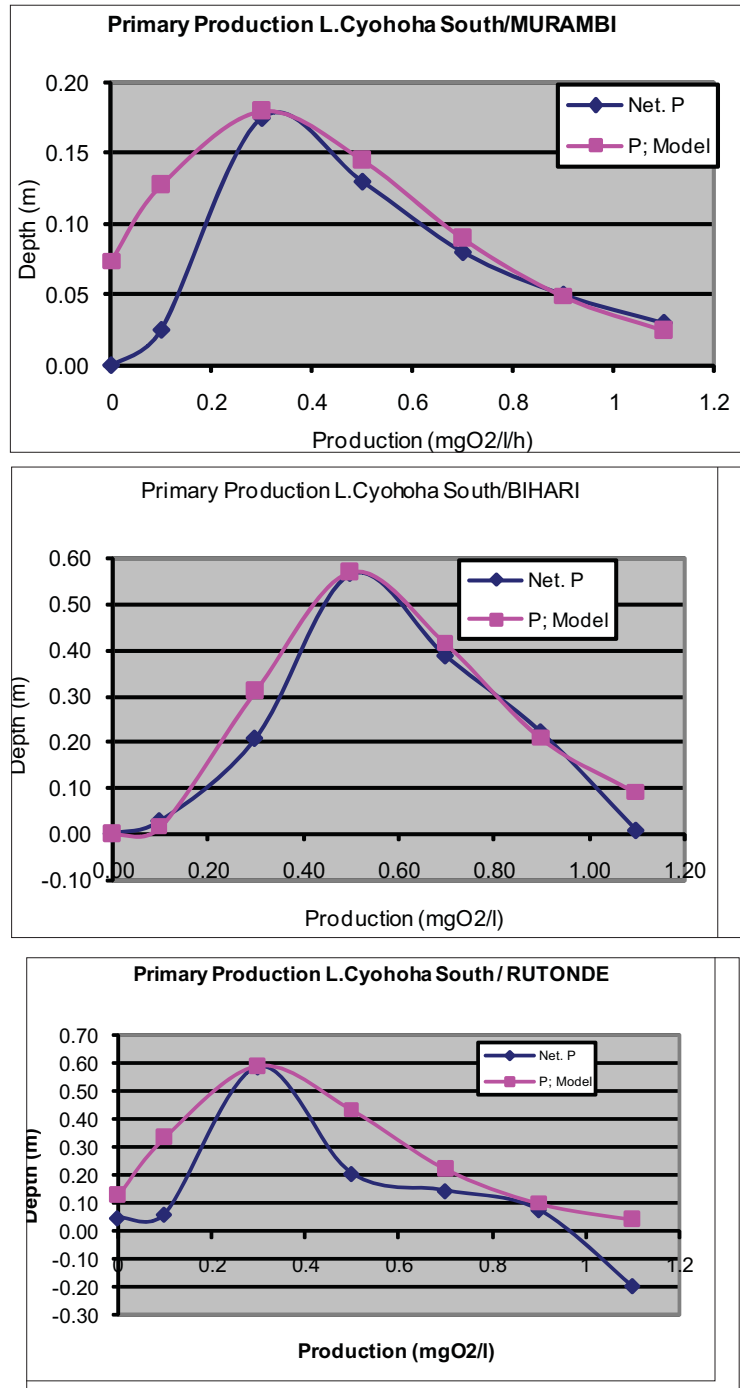 Primary Production L.Cyohoha South/MURAMBI
0.20
0.15
0.10
0.05
0.00
Depth (m)
Net. P
P; Model
0 0.2 0.4 0.6 0.8 1 1.2
Production (mgO2/l/h)
Primary Production L.Cyohoha South/BIHARI
0.60
0.50
0.40
0.30
0.20
0.10
0.00
-0.10
Depth (m)
Net. P
P; Model
0.00 0.20 0.40 0.60 0.80 1.00 1.20
Production (mgO2/l)
Primary Production L.Cyohoha South/ RUTONDE
0.70
0.60
0.50
0.40
0.30
0.20
0.10
0.00
-0.10
-0.20
-0.30
Depth (m)
Net. P
P; Model
0 0.2 0.4 0.6 0.8 1 1.2
Production (mgO2/l)